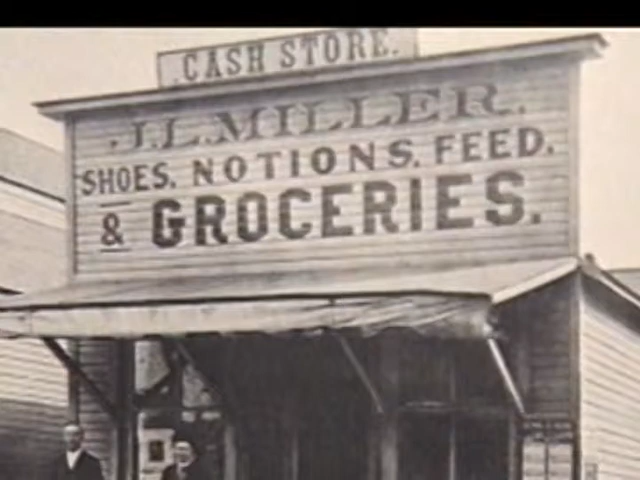 CASH STORE.
J.L. MILLER.
SHOES. NOTIONS. FEED.
& GROCERIES.